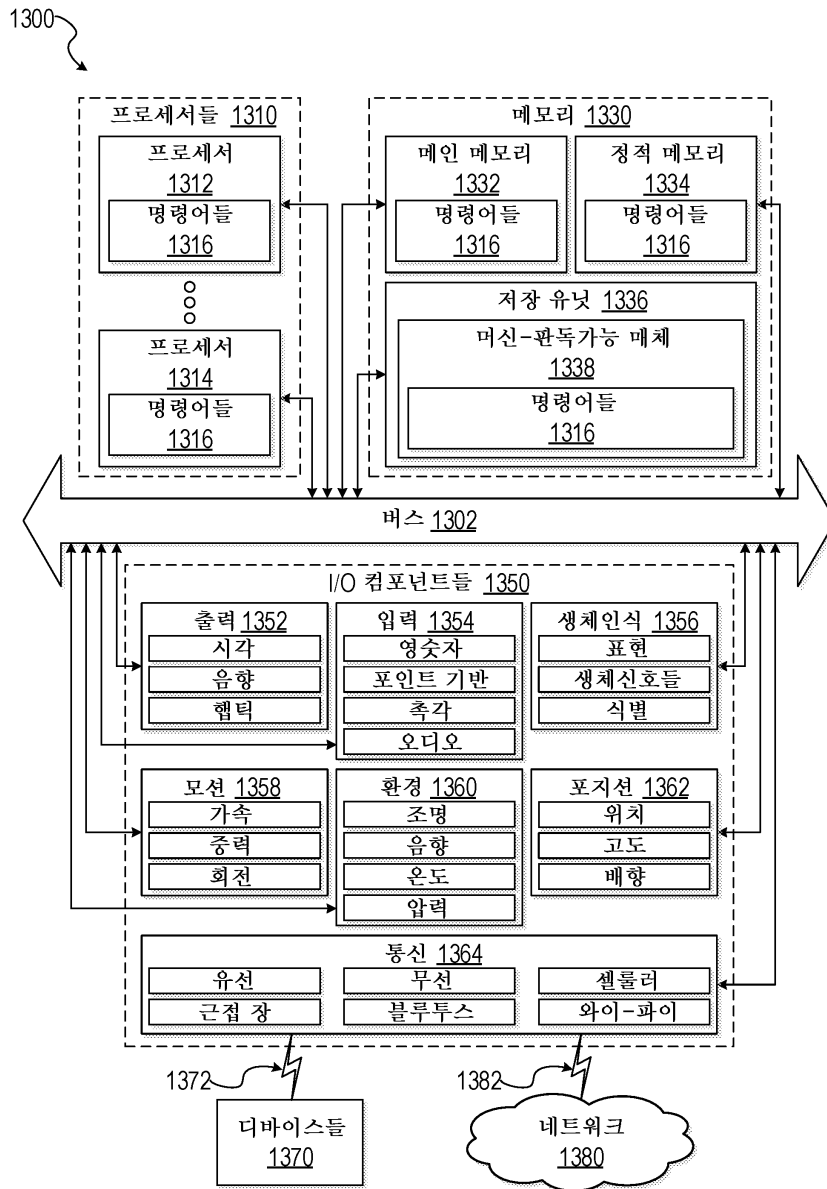 1300
프로세서들 1310
프로세서
1312
명령어들
1316
프로세서
1314
명령어들
1316
메모리 1330
메인 메모리
1332
명령어들
1316
정적 메모리
1334
명령어들
1316
저장 유닛 1336
머신-판독가능 매체
1338
명령어들
1316
버스 1302
I/O 컴포넌트들 1350
출력 1352
시각
음향
햅틱
입력 1354
영숫자
포인트 기반
촉각
오디오
생체인식 1356
표현
생체신호들
식별
모션 1358
가속
중력
회전
환경 1360
조명
음향
온도
압력
포지션 1362
위치
고도
배향
통신 1364
유선
무선
셀룰러
근접 장
블루투스
와이-파이
1372
1382
디바이스들
1370
네트워크
1380